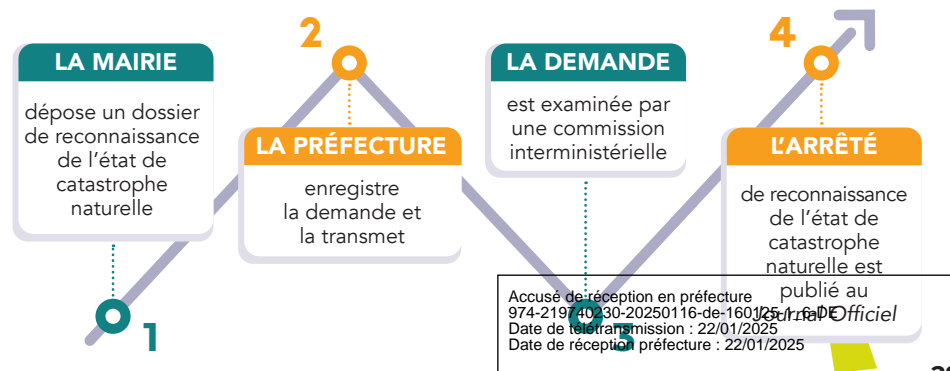 1
LA MAIRIE
dépose un dossier
de reconnaissance
de l'état de
catastrophe
naturelle
2
LA PRÉFECTURE
enregistre
la demande et
la transmet
3
LA DEMANDE
est examinée par
une commission
interministérielle
4
L'ARRÊTÉ
de reconnaissance
de l'état de
catastrophe
naturelle est
publié au
Journal Officiel
Accusé de réception en préfecture
974-219740230-20250116-de-160125-1_6-DE
Date de télétransmission : 22/01/2025
Date de réception préfecture : 22/01/2025